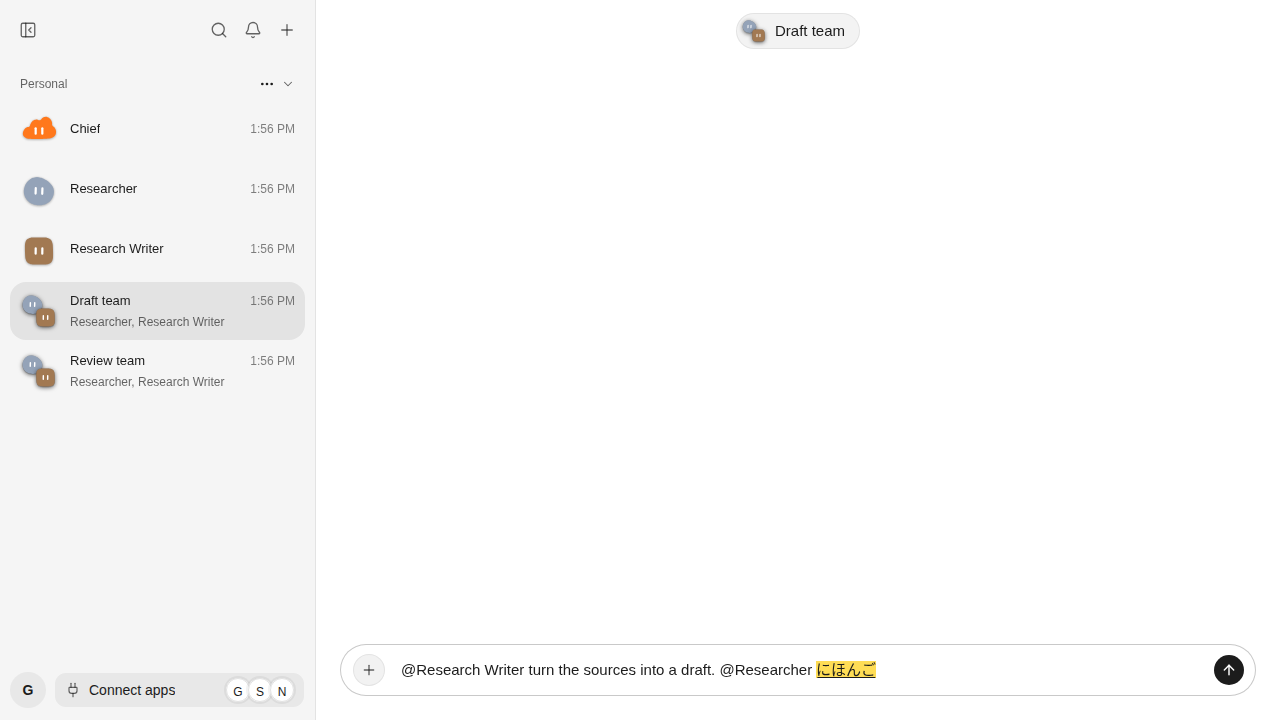 Personal
Chief 1:56 PM
Researcher 1:56 PM
Research Writer 1:56 PM
Draft team 1:56 PM
Researcher, Research Writer
Review team 1:56 PM
Researcher, Research Writer
G
Connect apps G S N
Draft team
@Research Writer turn the sources into a draft. @Researcher にほんご